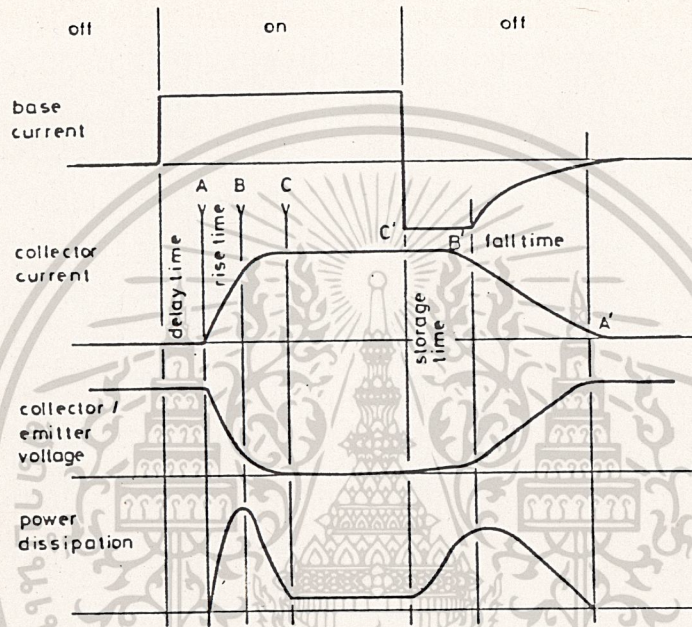 off on off
base
current
A B C
C' B' fall time
delay time
rise time
storage
time
collector
current
A'
collector /
emitter
voltage
power
dissipation